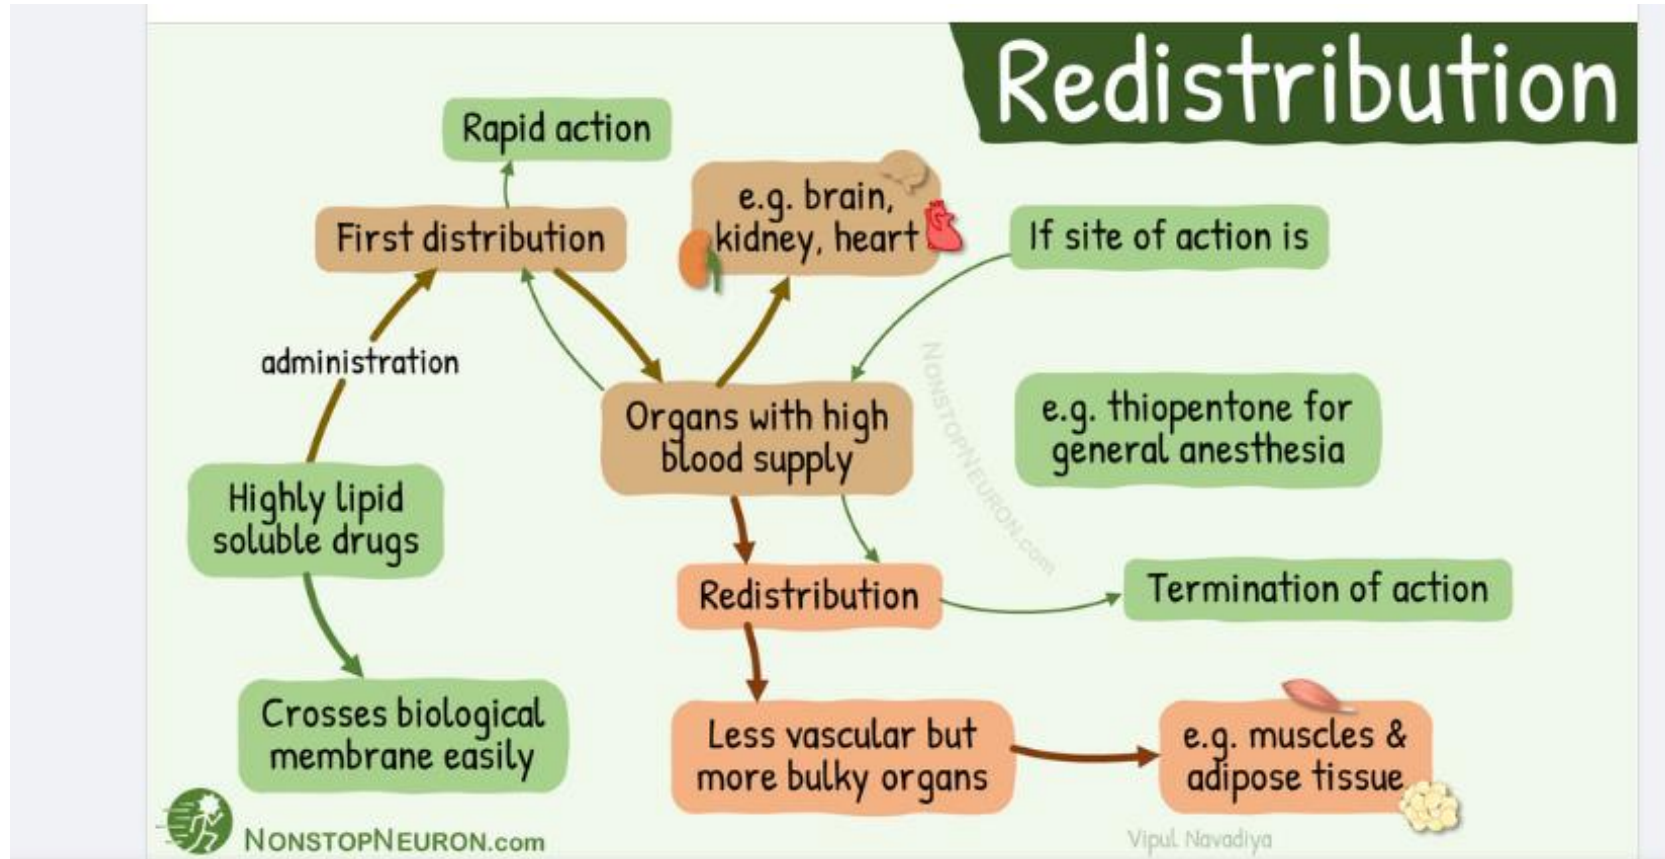 Redistribution
Rapid action
First distribution
e.g. brain,
kidney, heart
If site of action is
administration
Organs with high
blood supply
e.g. thiopentone for
general anesthesia
Highly lipid
soluble drugs
Redistribution
Termination of action
Crosses biological
membrane easily
Less vascular but
more bulky organs
e.g. muscles &
adipose tissue
NONSTOPNEURON.com
NONSTOPNEURON.com
Vipul Navadiya